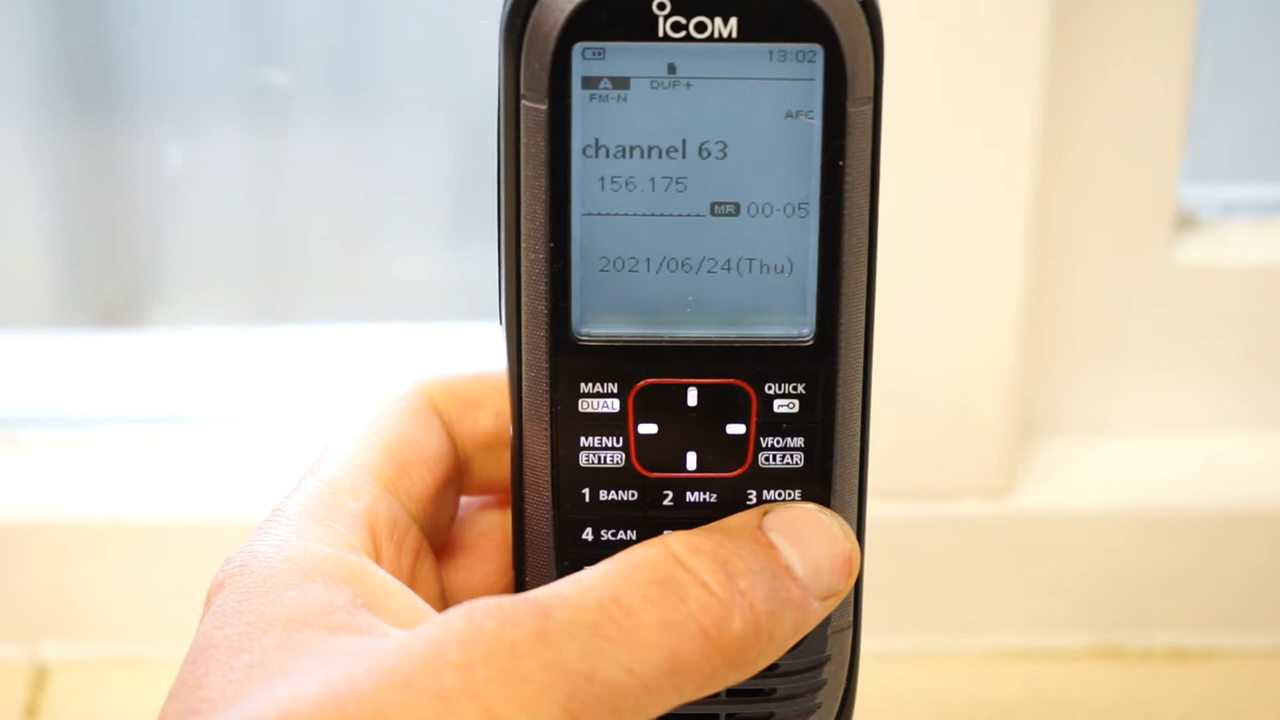 ICOM
13:02
A DUP+
FM-N
AFC
channel 63
156.175
MR 00-05
2021/06/24(Thu)
MAIN QUICK
DUAL
MENU VFO/MR
ENTER CLEAR
1 BAND 2 MHz 3 MODE
4 SCAN